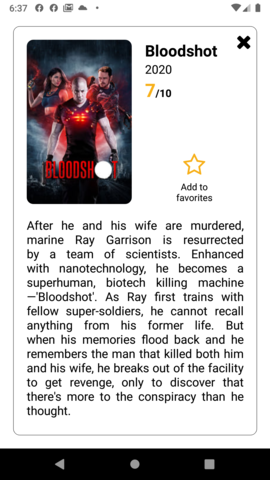 6:37
Bloodshot
2020
7/10
BLOODSHOT
Add to
favorites
After he and his wife are murdered,
marine Ray Garrison is resurrected
by a team of scientists. Enhanced
with nanotechnology, he becomes a
superhuman, biotech killing machine
—'Bloodshot'. As Ray first trains with
fellow super-soldiers, he cannot recall
anything from his former life. But
when his memories flood back and he
remembers the man that killed both him
and his wife, he breaks out of the facility
to get revenge, only to discover that
there's more to the conspiracy than he
thought.